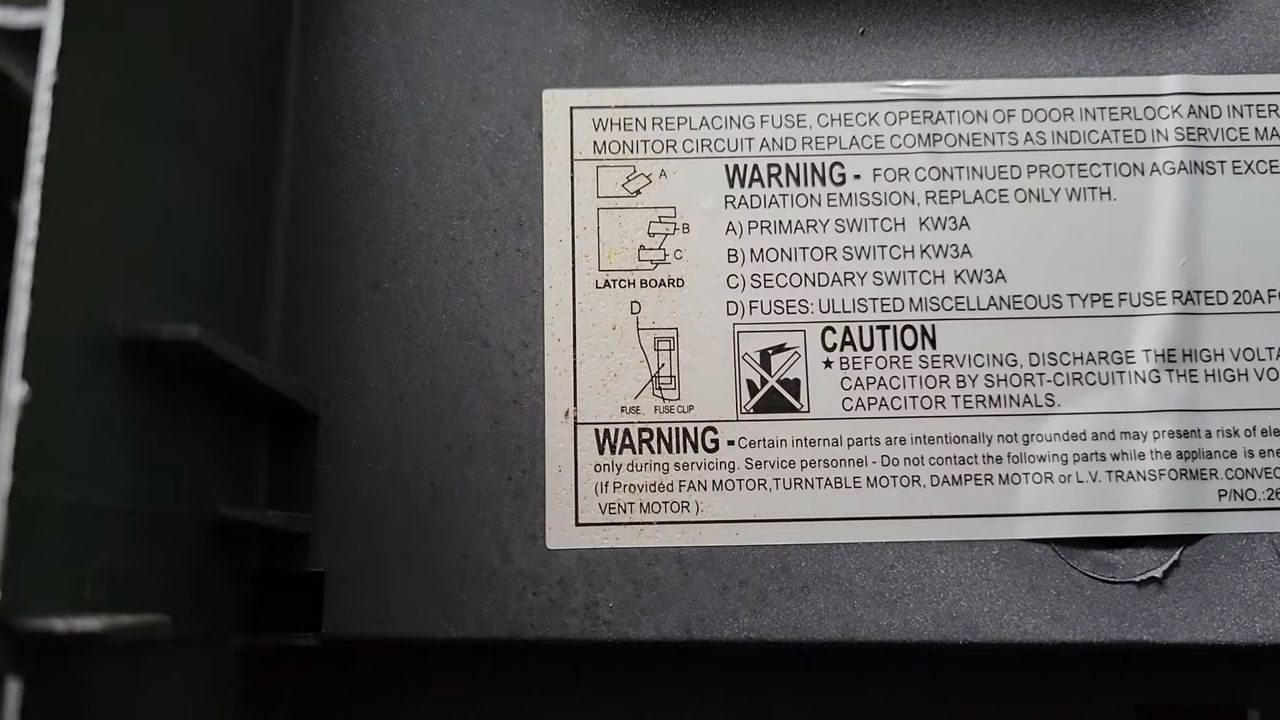 WHEN REPLACING FUSE, CHECK OPERATION OF DOOR INTERLOCK AND INTER
MONITOR CIRCUIT AND REPLACE COMPONENTS AS INDICATED IN SERVICE MA
A
B
C
LATCH BOARD
D
FUSE FUSE CLIP
WARNING - FOR CONTINUED PROTECTION AGAINST EXCE
RADIATION EMISSION, REPLACE ONLY WITH.
A) PRIMARY SWITCH KW3A
B) MONITOR SWITCH KW3A
C) SECONDARY SWITCH KW3A
D) FUSES: ULLISTED MISCELLANEOUS TYPE FUSE RATED 20A FO
CAUTION
★ BEFORE SERVICING, DISCHARGE THE HIGH VOLTA
CAPACITIOR BY SHORT-CIRCUITING THE HIGH VO
CAPACITOR TERMINALS.
WARNING - Certain internal parts are intentionally not grounded and may present a risk of ele
only during servicing. Service personnel - Do not contact the following parts while the appliance is ene
(If Provided FAN MOTOR,TURNTABLE MOTOR, DAMPER MOTOR or L.V. TRANSFORMER.CONVEC
VENT MOTOR ):
P/NO.:26